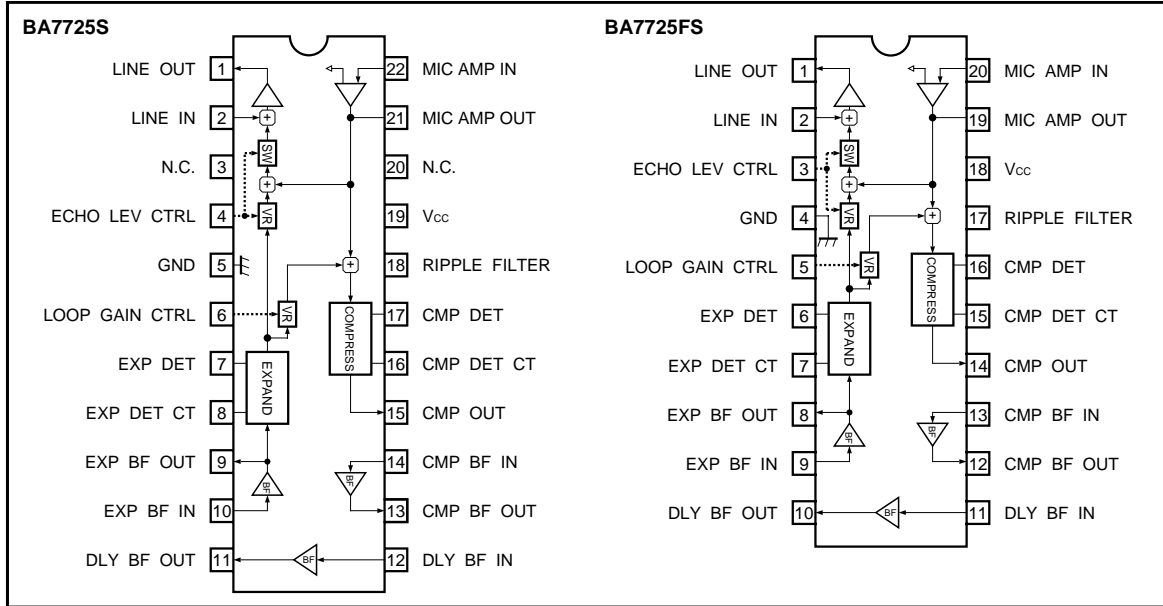 BA7725S
LINE OUT 1
LINE IN 2
N.C. 3
ECHO LEV CTRL 4
GND 5
LOOP GAIN CTRL 6
EXP DET 7
EXP DET CT 8
EXP BF OUT 9
EXP BF IN 10
DLY BF OUT 11
22 MIC AMP IN
21 MIC AMP OUT
20 N.C.
19 Vcc
18 RIPPLE FILTER
17 CMP DET
16 CMP DET CT
15 CMP OUT
14 CMP BF IN
13 CMP BF OUT
12 DLY BF IN
+
SW
+
VR
+
VR
COMPRESS
EXPAND
BF
BF
BF
BA7725FS
LINE OUT 1
LINE IN 2
ECHO LEV CTRL 3
GND 4
LOOP GAIN CTRL 5
EXP DET 6
EXP DET CT 7
EXP BF OUT 8
EXP BF IN 9
DLY BF OUT 10
20 MIC AMP IN
19 MIC AMP OUT
18 Vcc
17 RIPPLE FILTER
16 CMP DET
15 CMP DET CT
14 CMP OUT
13 CMP BF IN
12 CMP BF OUT
11 DLY BF IN
+
SW
+
VR
+
VR
COMPRESS
EXPAND
BF
BF
BF